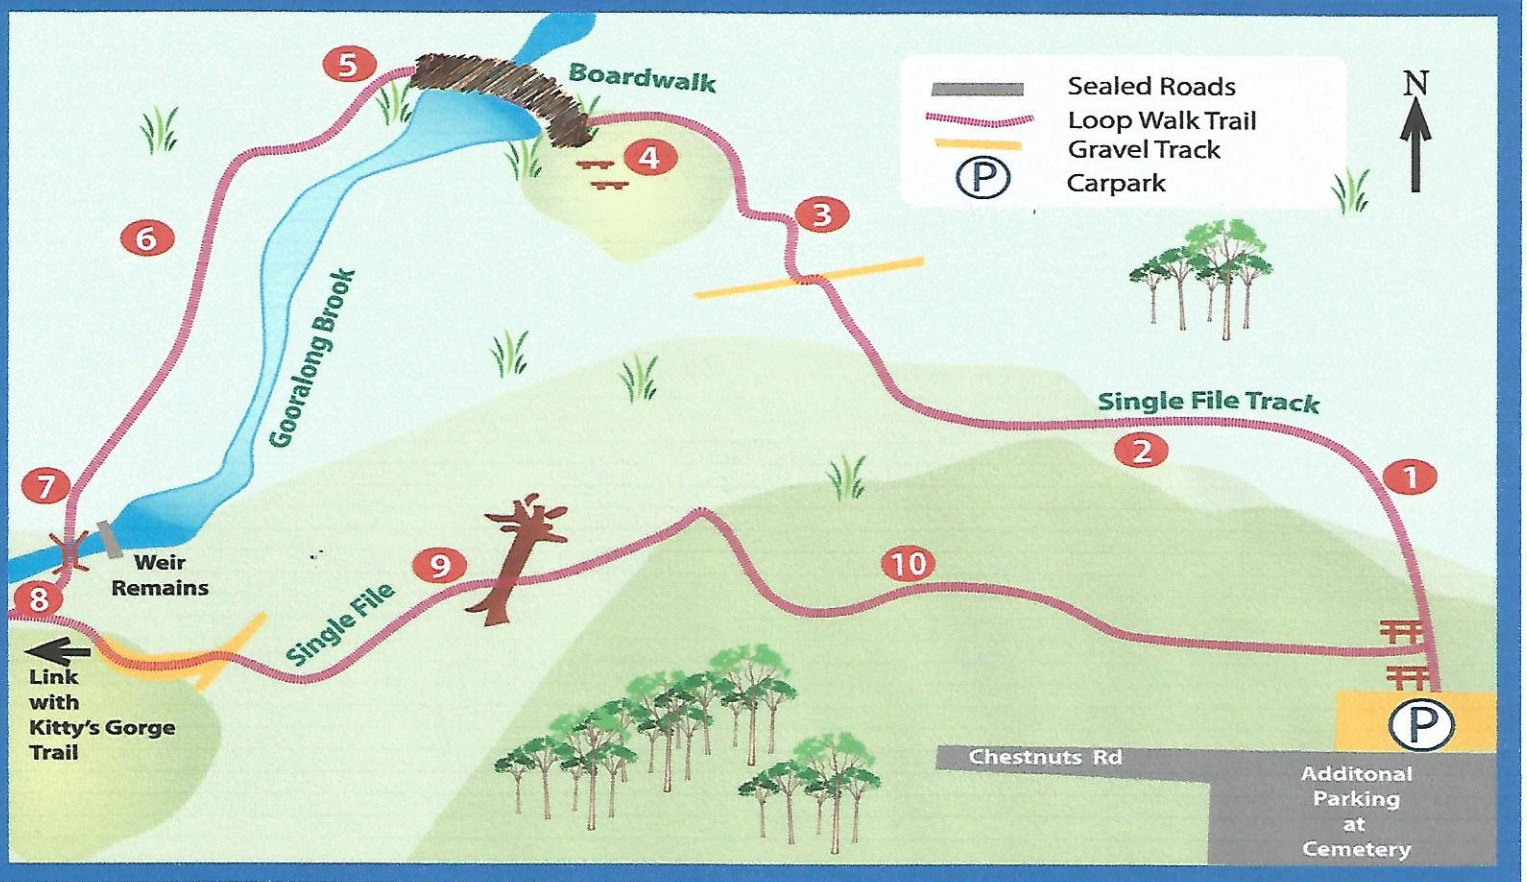 5
Boardwalk
Sealed Roads
Loop Walk Trail
Gravel Track
P
Carpark
N
4
3
6
Gooralong Brook
Single File Track
2
1
7
Weir
Remains
8
9
10
Single File
Link
with
Kitty's Gorge
Trail
P
Chestnuts Rd
Additonal
Parking
at
Cemetery